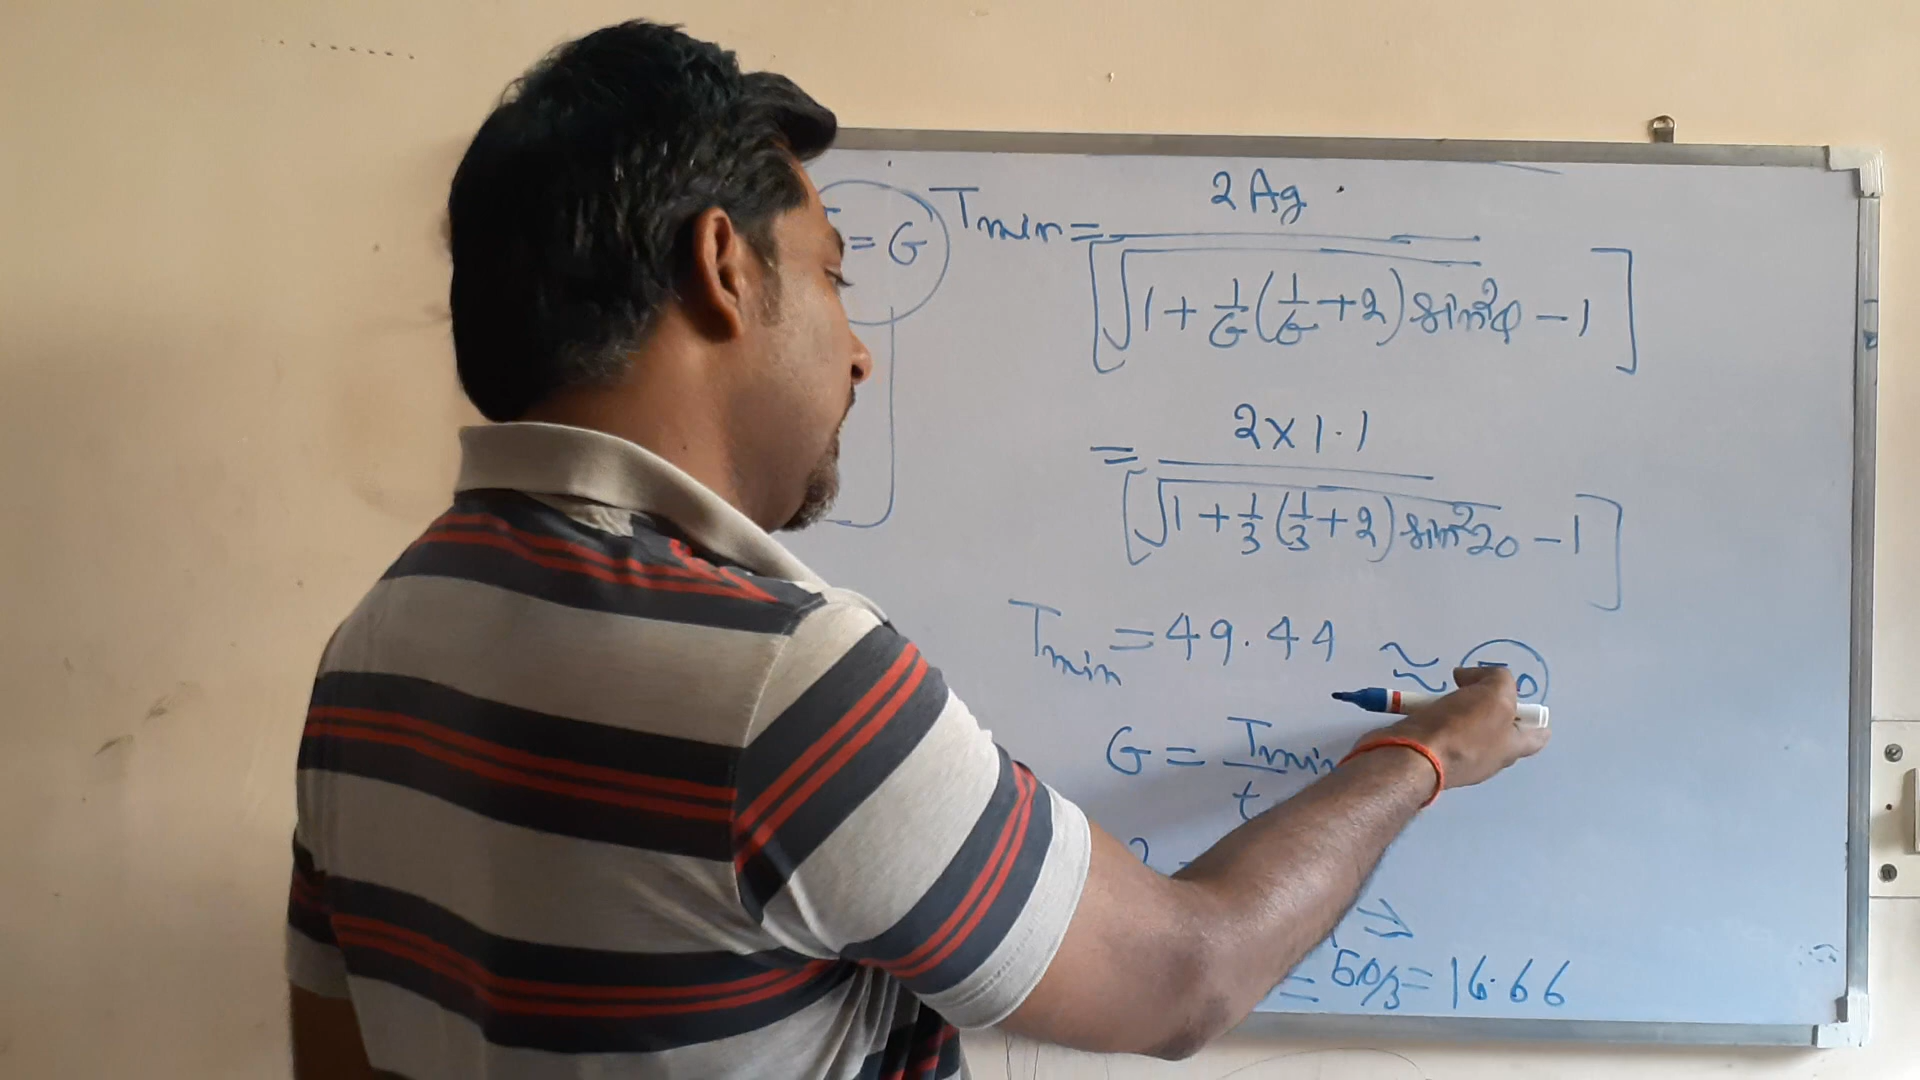 = G
Tmin = 2Ag / [√1 + 1/G (1/G + 2) sin²φ - 1]
= 2 x 1.1 / [√1 + 1/3 (1/3 + 2) sin²20 - 1]
Tmin = 49.44 ≈
G = Tmin / t
= 50/3 = 16.66